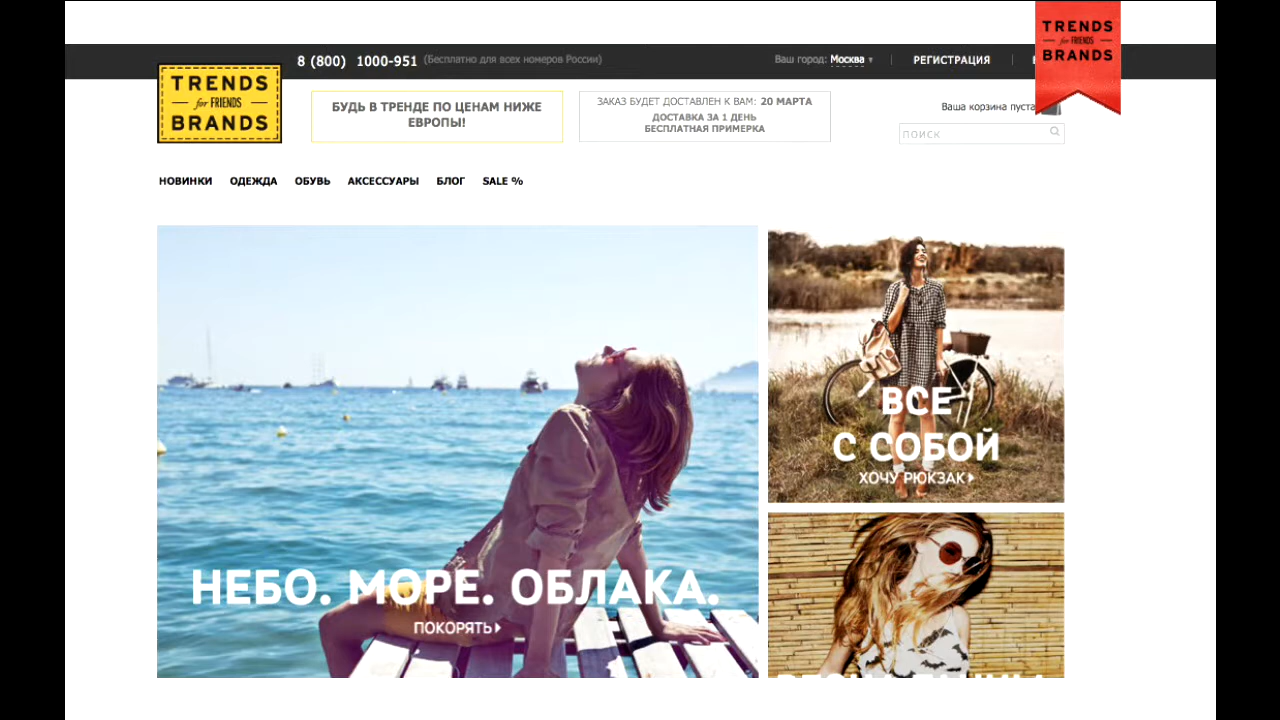 TRENDS
for FRIENDS
BRANDS
8 (800) 1000-951 (Бесплатно для всех номеров России)
Ваш город: Москва
РЕГИСТРАЦИЯ
TRENDS
for FRIENDS
BRANDS
БУДЬ В ТРЕНДЕ ПО ЦЕНАМ НИЖЕ
ЕВРОПЫ!
ЗАКАЗ БУДЕТ ДОСТАВЛЕН К ВАМ: 20 МАРТА
ДОСТАВКА ЗА 1 ДЕНЬ
БЕСПЛАТНАЯ ПРИМЕРКА
Ваша корзина пуста
ПОИСК
НОВИНКИ ОДЕЖДА ОБУВЬ АКСЕССУАРЫ БЛОГ SALE %
НЕБО. МОРЕ. ОБЛАКА.
ПОКОРЯТЬ
ВСЕ
С СОБОЙ
ХОЧУ РЮКЗАК